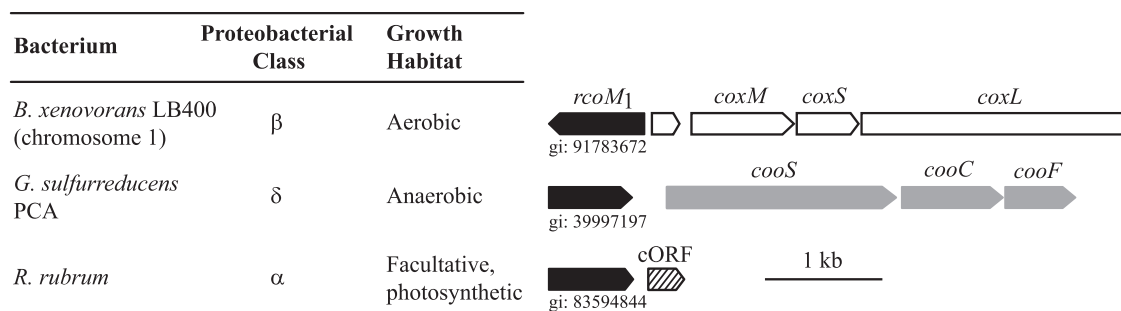 Bacterium
Proteobacterial Class
Growth Habitat
B. xenovorans LB400 (chromosome 1)
β
Aerobic
rcoM1
coxM
coxS
coxL
gi: 91783672
G. sulfurreducens PCA
δ
Anaerobic
cooS
cooC
cooF
gi: 39997197
R. rubrum
α
Facultative, photosynthetic
cORF
1 kb
gi: 83594844